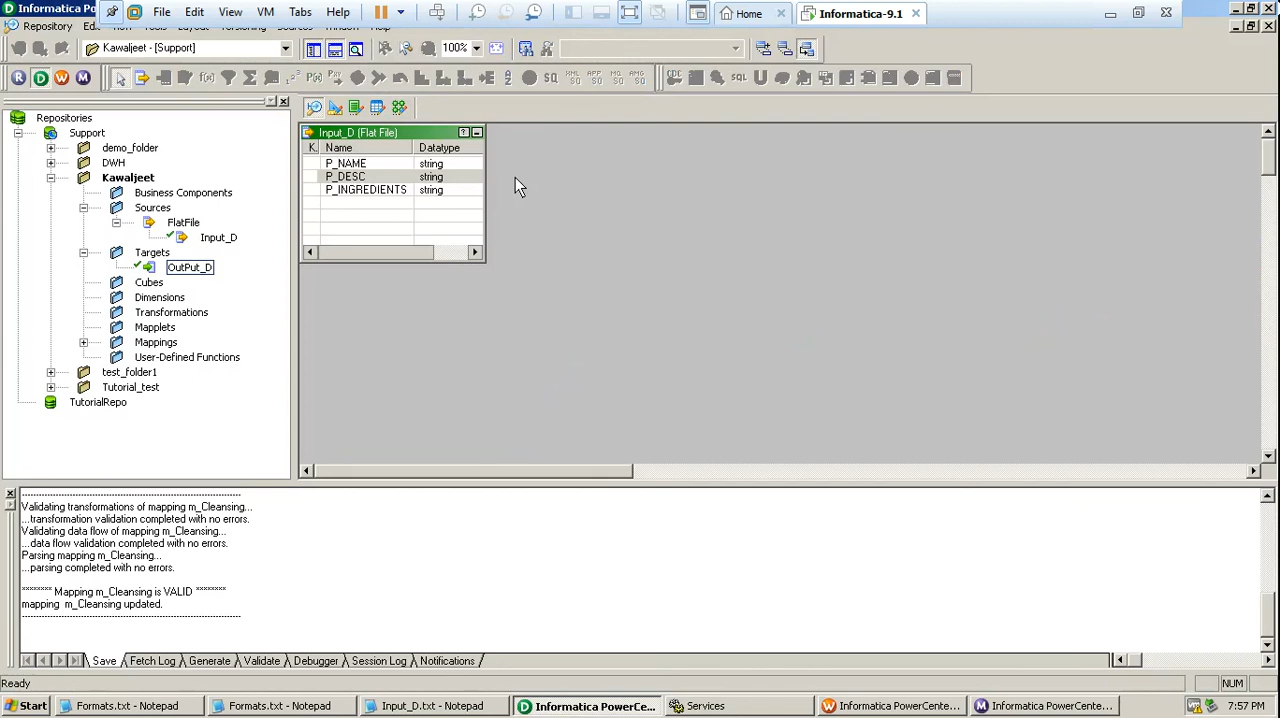 Informatica Po
File Edit View VM Tabs Help
Home
Informatica-9.1
Repository
Kawaljeet - [Support]
100%
Repositories
Support
demo_folder
DWH
Kawaljeet
Business Components
Sources
FlatFile
Input_D
Targets
OutPut_D
Cubes
Dimensions
Transformations
Mapplets
Mappings
User-Defined Functions
test_folder1
Tutorial_test
TutorialRepo
Input_D (Flat File)
K. Name Datatype
P_NAME string
P_DESC string
P_INGREDIENTS string
Validating transformations of mapping m_Cleansing...
...transformation validation completed with no errors.
Validating data flow of mapping m_Cleansing...
...data flow validation completed with no errors.
Parsing mapping m_Cleansing...
...parsing completed with no errors.
******** Mapping m_Cleansing is VALID ********
mapping m_Cleansing updated.
Save Fetch Log Generate Validate Debugger Session Log Notifications
Ready
NUM
Start Formats.txt - Notepad Formats.txt - Notepad Input_D.txt - Notepad Informatica PowerCe... Services Informatica PowerCente... Informatica PowerCente... 7:57 PM